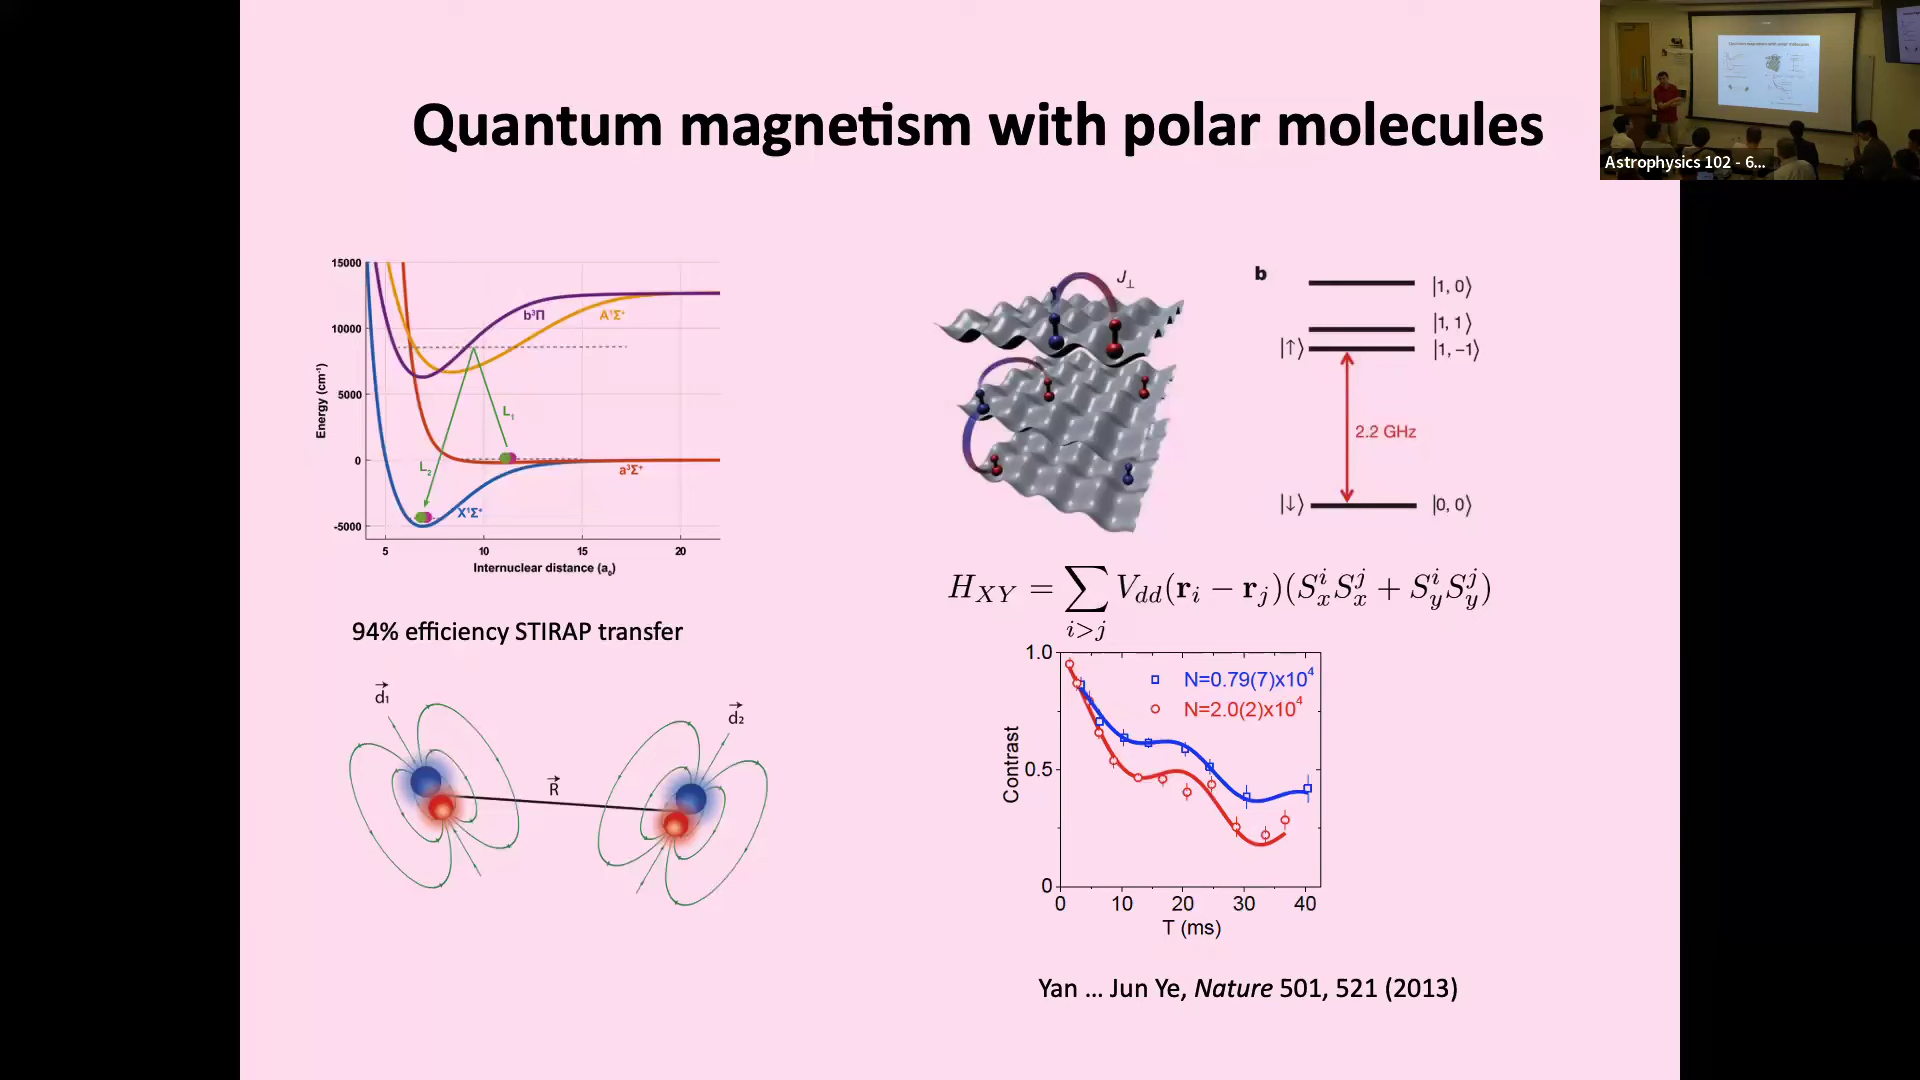 Quantum magnetism with polar molecules
Astrophysics 102 - 6...
15000
10000
5000
0
-5000
Energy (cm⁻¹)
b³Π
A¹Σ⁺
L₁
L₂
a³Σ⁺
X¹Σ⁺
5 10 15 20
Internuclear distance (a₀)
94% efficiency STIRAP transfer
d⃗₁
d⃗₂
R⃗
J⊥
b
|1, 0⟩
|1, 1⟩
|↑⟩ |1, −1⟩
2.2 GHz
|↓⟩ |0, 0⟩
H_XY = ∑_{i>j} V_dd(r_i − r_j)(S_x^i S_x^j + S_y^i S_y^j)
1.0
0.5
0
Contrast
N=0.79(7)x10⁴
N=2.0(2)x10⁴
0 10 20 30 40
T (ms)
Yan ... Jun Ye, Nature 501, 521 (2013)